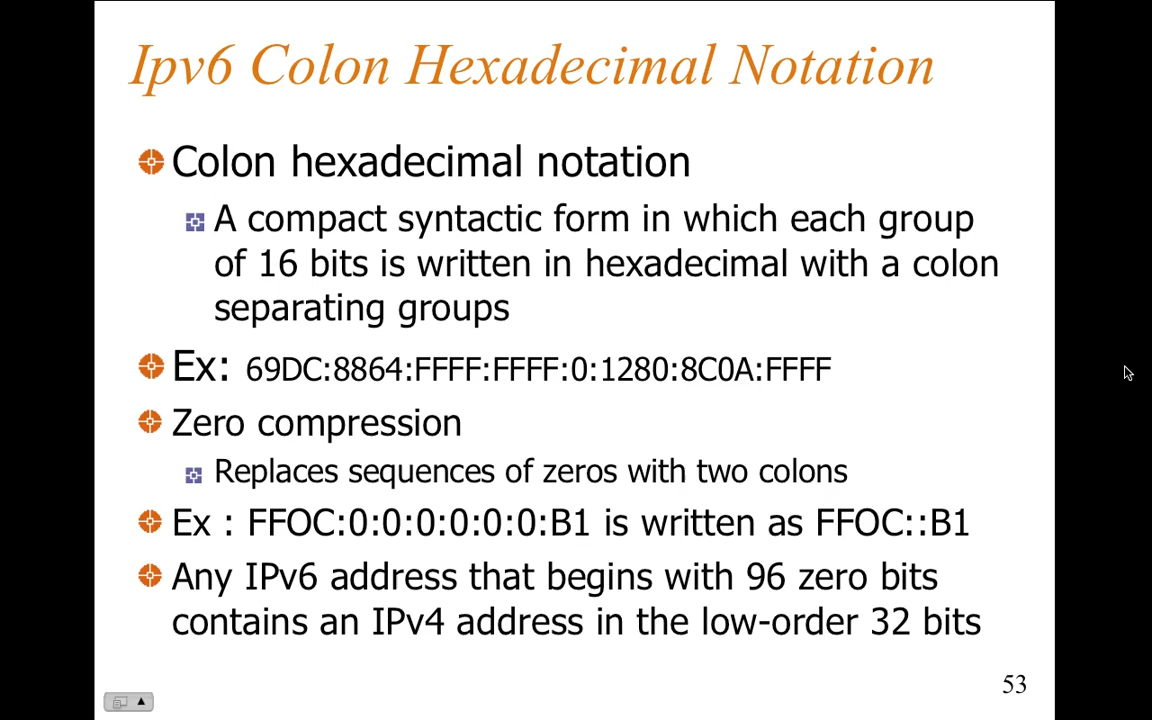 Ipv6 Colon Hexadecimal Notation
Colon hexadecimal notation
A compact syntactic form in which each group
of 16 bits is written in hexadecimal with a colon
separating groups
Ex: 69DC:8864:FFFF:FFFF:0:1280:8C0A:FFFF
Zero compression
Replaces sequences of zeros with two colons
Ex : FFOC:0:0:0:0:0:0:B1 is written as FFOC::B1
Any IPv6 address that begins with 96 zero bits
contains an IPv4 address in the low-order 32 bits
53